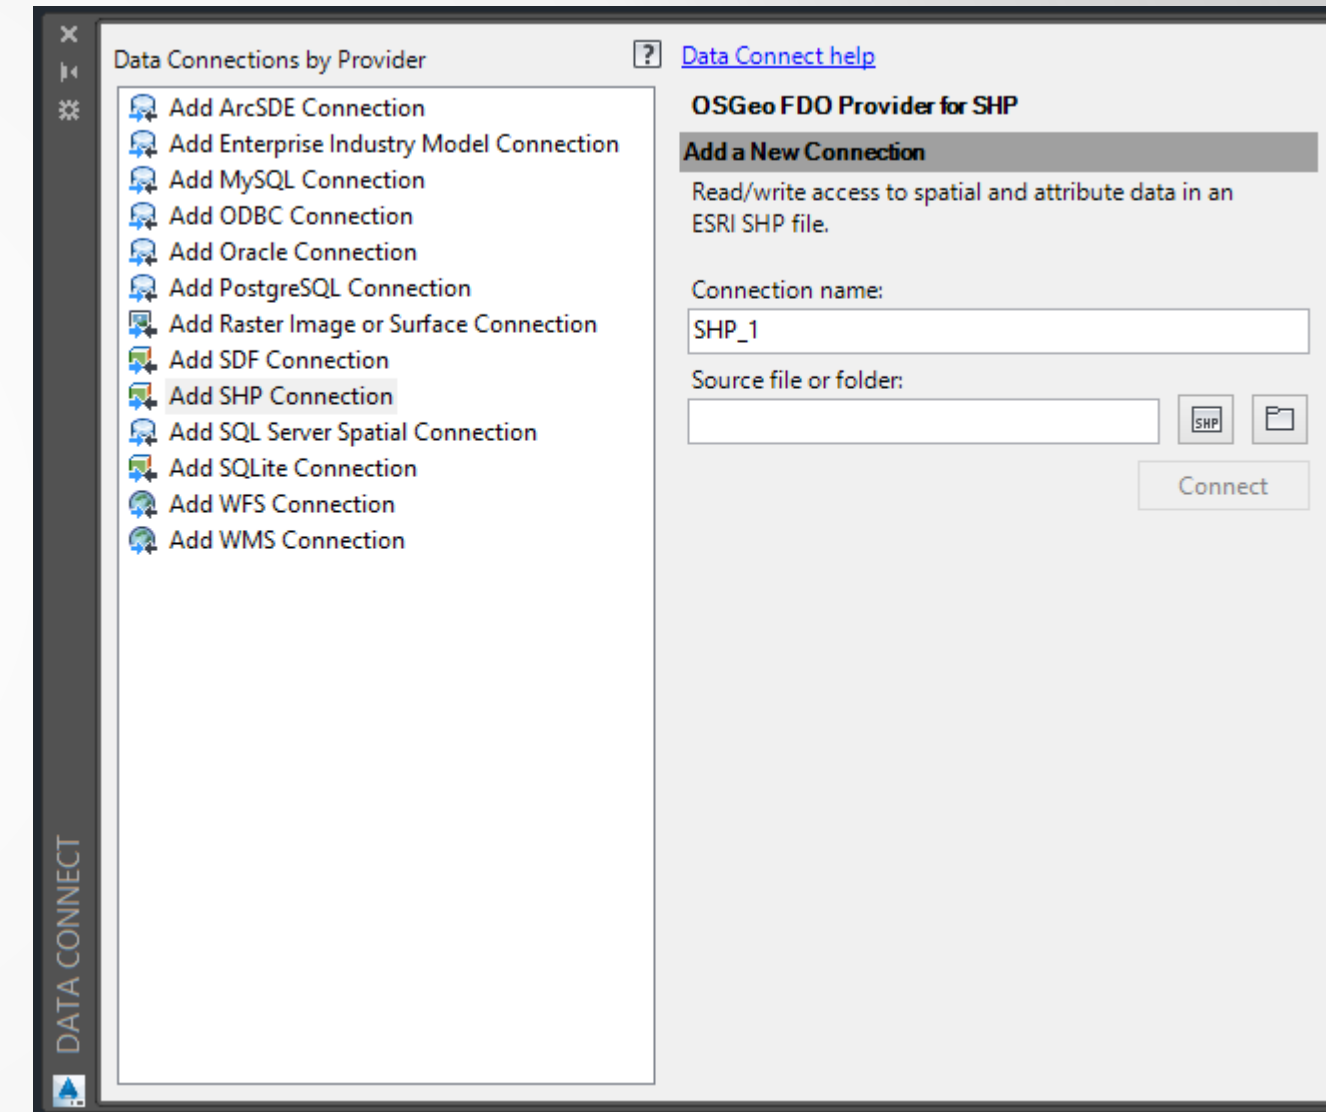 Data Connections by Provider
?
Add ArcSDE Connection
Add Enterprise Industry Model Connection
Add MySQL Connection
Add ODBC Connection
Add Oracle Connection
Add PostgreSQL Connection
Add Raster Image or Surface Connection
Add SDF Connection
Add SHP Connection
Add SQL Server Spatial Connection
Add SQLite Connection
Add WFS Connection
Add WMS Connection
Data Connect help
OSGeo FDO Provider for SHP
Add a New Connection
Read/write access to spatial and attribute data in an
ESRI SHP file.
Connection name:
SHP_1
Source file or folder:
SHP
Connect
DATA CONNECT